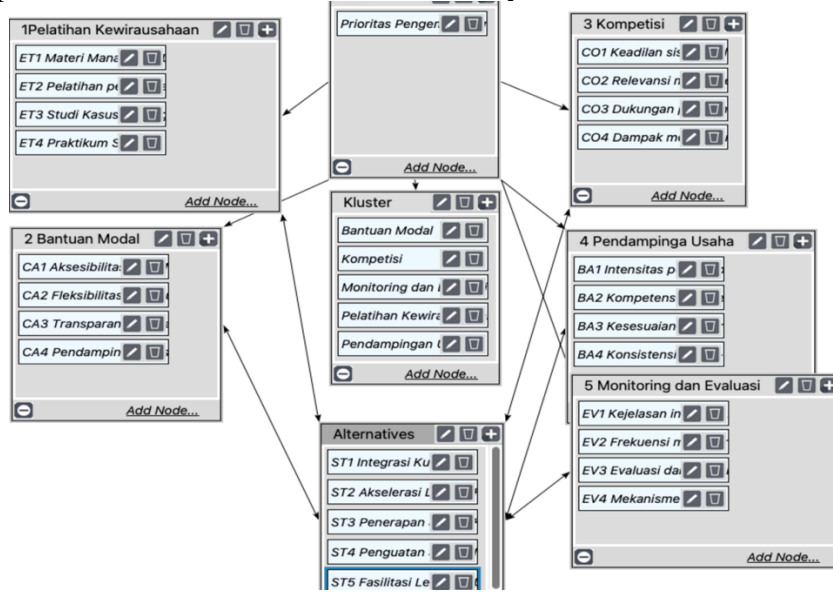 1Pelatihan Kewirausahaan
ET1 Materi Mana
ET2 Pelatihan pe
ET3 Studi Kasus
ET4 Praktikum S
Add Node...
Prioritas Penger
Add Node...
3 Kompetisi
CO1 Keadilan sis
CO2 Relevansi m
CO3 Dukungan
CO4 Dampak me
Add Node...
2 Bantuan Modal
CA1 Aksesibilita
CA2 Fleksibilitas
CA3 Transparan
CA4 Pendampin
Add Node...
Kluster
Bantuan Modal
Kompetisi
Monitoring dan
Pelatihan Kewira
Pendampingan
Add Node...
4 Pendampinga Usaha
BA1 Intensitas p
BA2 Kompetens
BA3 Kesesuaian
BA4 Konsistensi
5 Monitoring dan Evaluasi
EV1 Kejelasan in
EV2 Frekuensi m
EV3 Evaluasi da
EV4 Mekanisme
Add Node...
Alternatives
ST1 Integrasi Ku
ST2 Akselerasi L
ST3 Penerapan
ST4 Penguatan
ST5 Fasilitasi Le